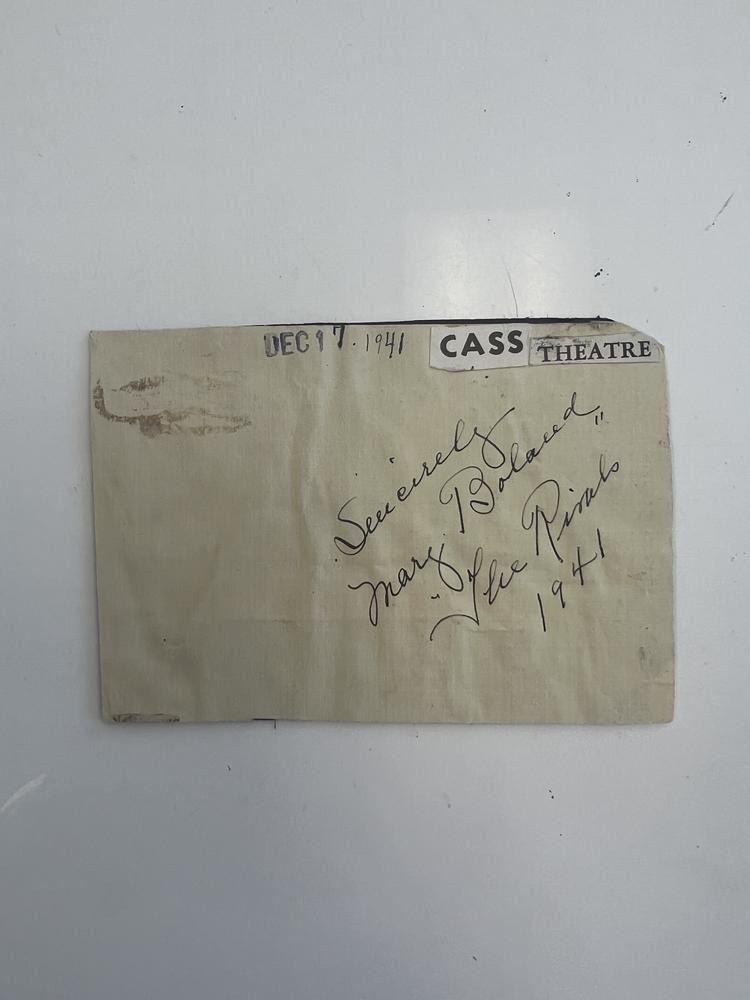 DEC 17. 1941 CASS THEATRE
Sincerely
Mary Boland
"The Rivals"
1941